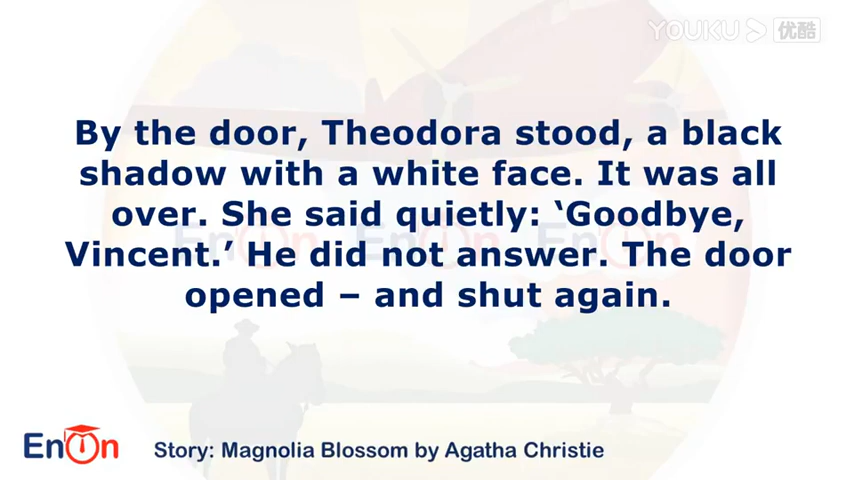 YOUKU 优酷
By the door, Theodora stood, a black
shadow with a white face. It was all
over. She said quietly: ‘Goodbye,
Vincent.’ He did not answer. The door
opened – and shut again.
EnOn
Story: Magnolia Blossom by Agatha Christie